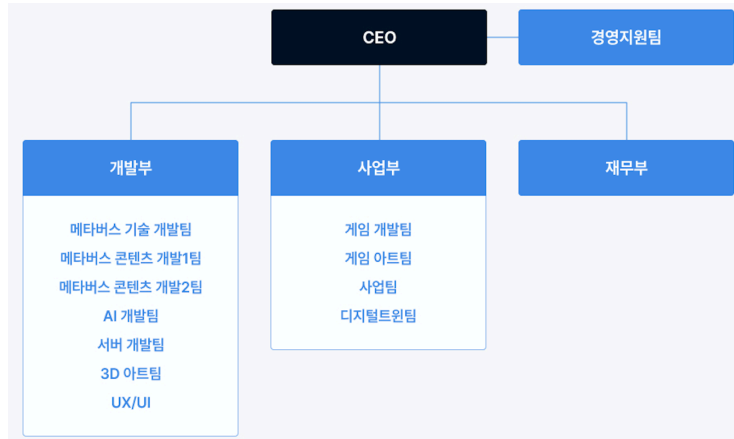 CEO
경영지원팀
개발부
메타버스 기술 개발팀
메타버스 콘텐츠 개발1팀
메타버스 콘텐츠 개발2팀
AI 개발팀
서버 개발팀
3D 아트팀
UX/UI
사업부
게임 개발팀
게임 아트팀
사업팀
디지털트윈팀
재무부